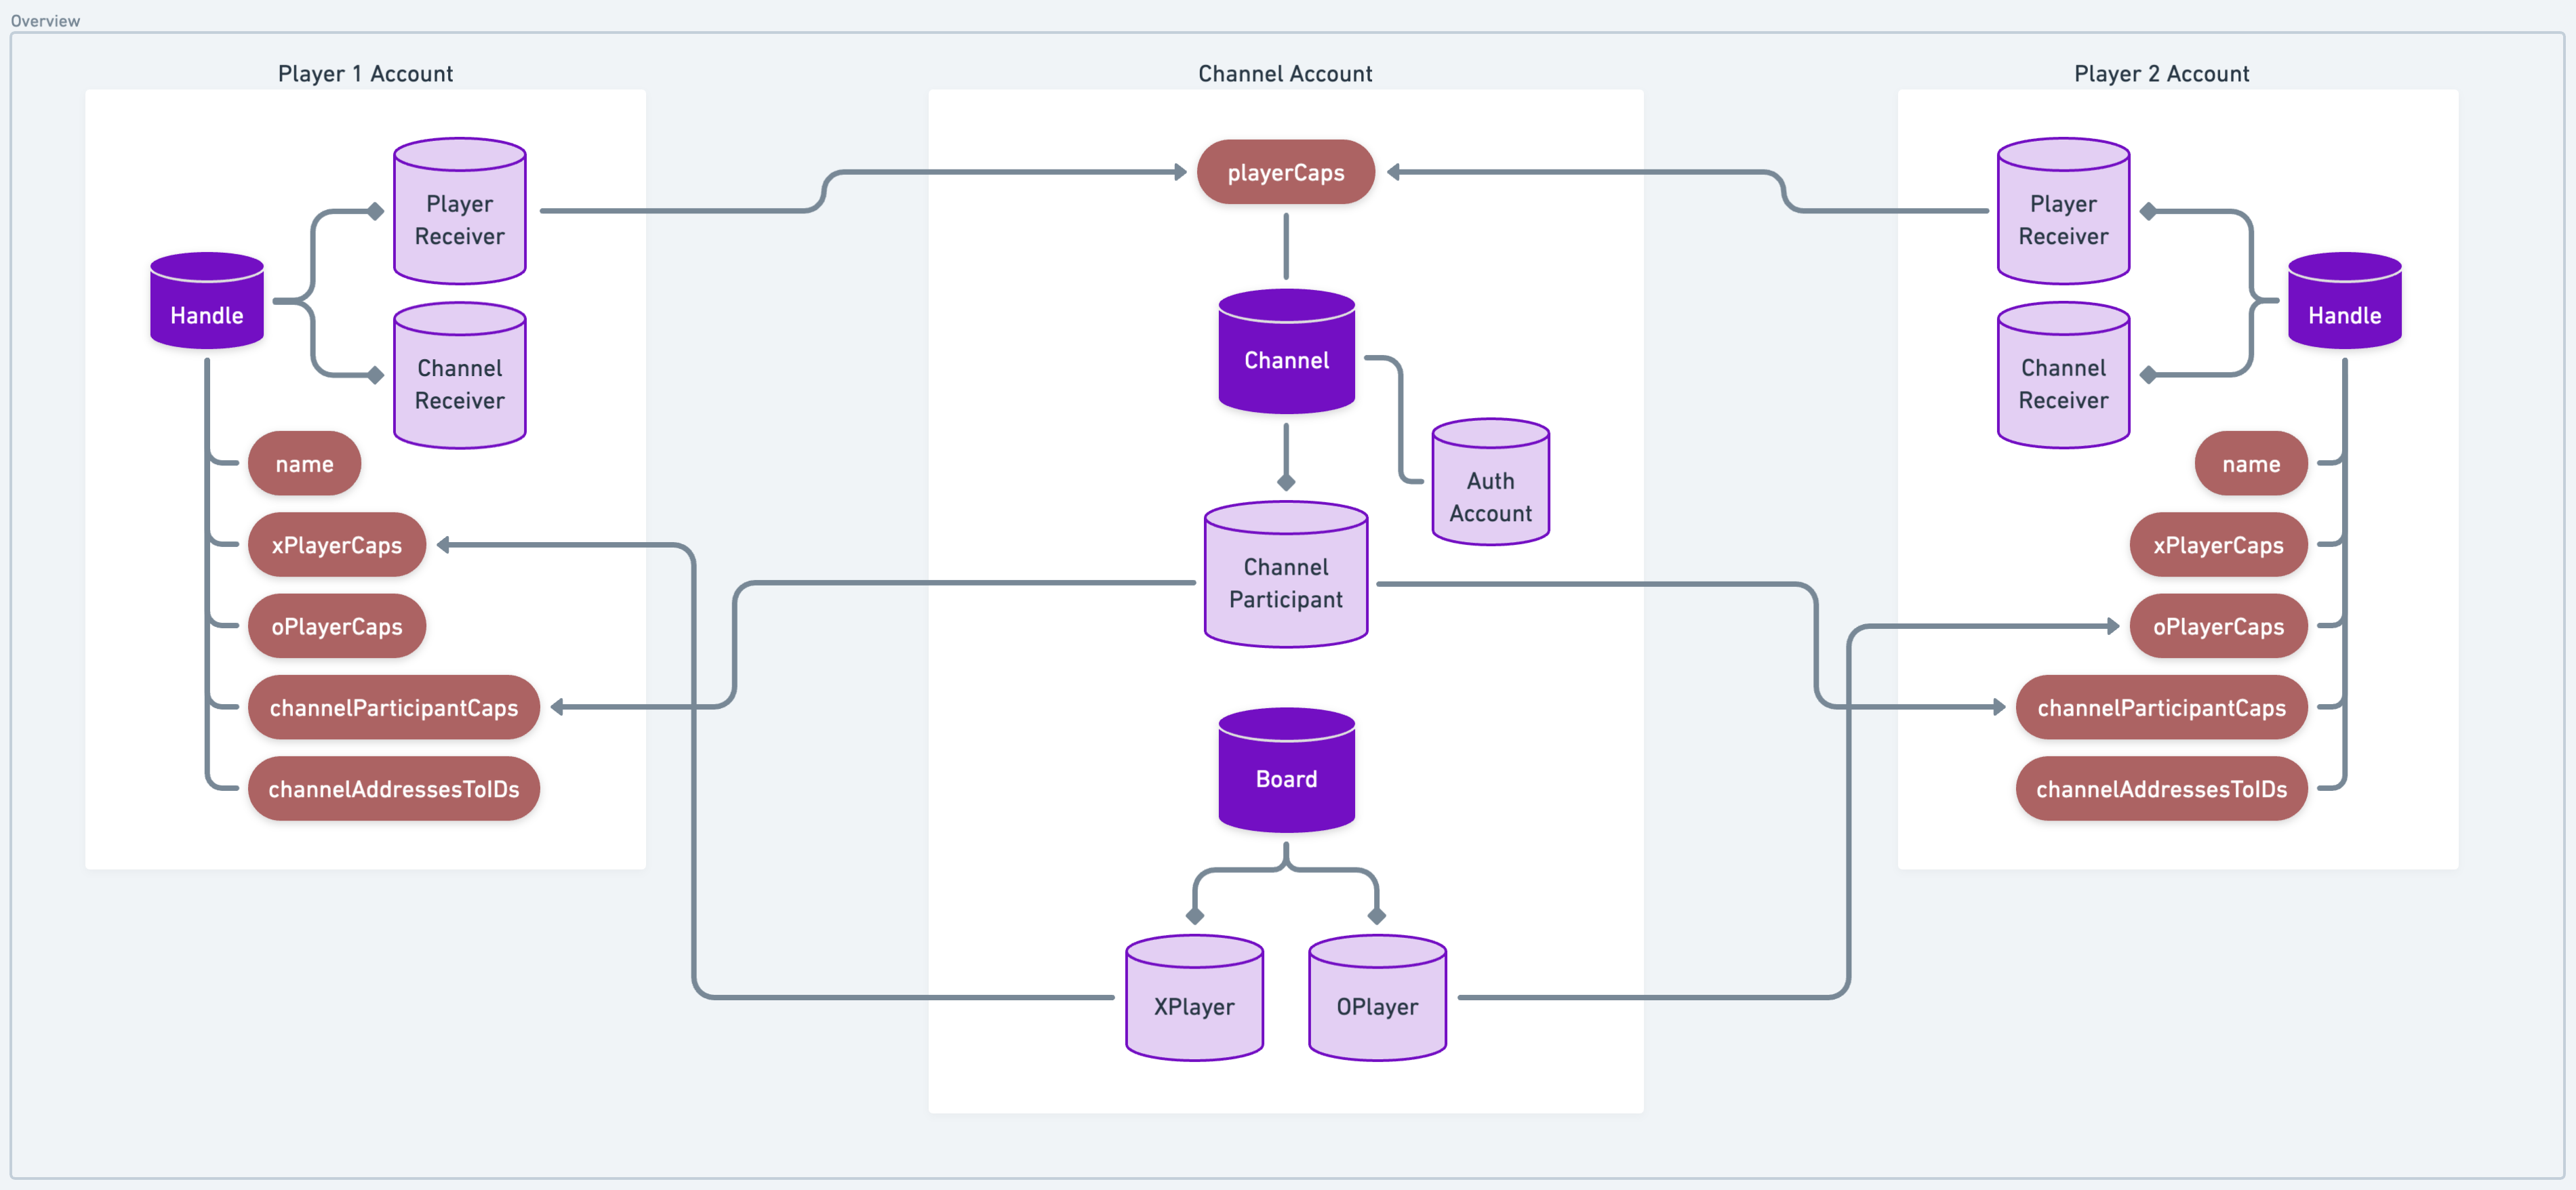 Overview
Player 1 Account
Player
Receiver
Handle
Channel
Receiver
name
xPlayerCaps
oPlayerCaps
channelParticipantCaps
channelAddressesToIDs
Channel Account
playerCaps
Channel
Auth
Account
Channel
Participant
Board
XPlayer
OPlayer
Player 2 Account
Player
Receiver
Handle
Channel
Receiver
name
xPlayerCaps
oPlayerCaps
channelParticipantCaps
channelAddressesToIDs